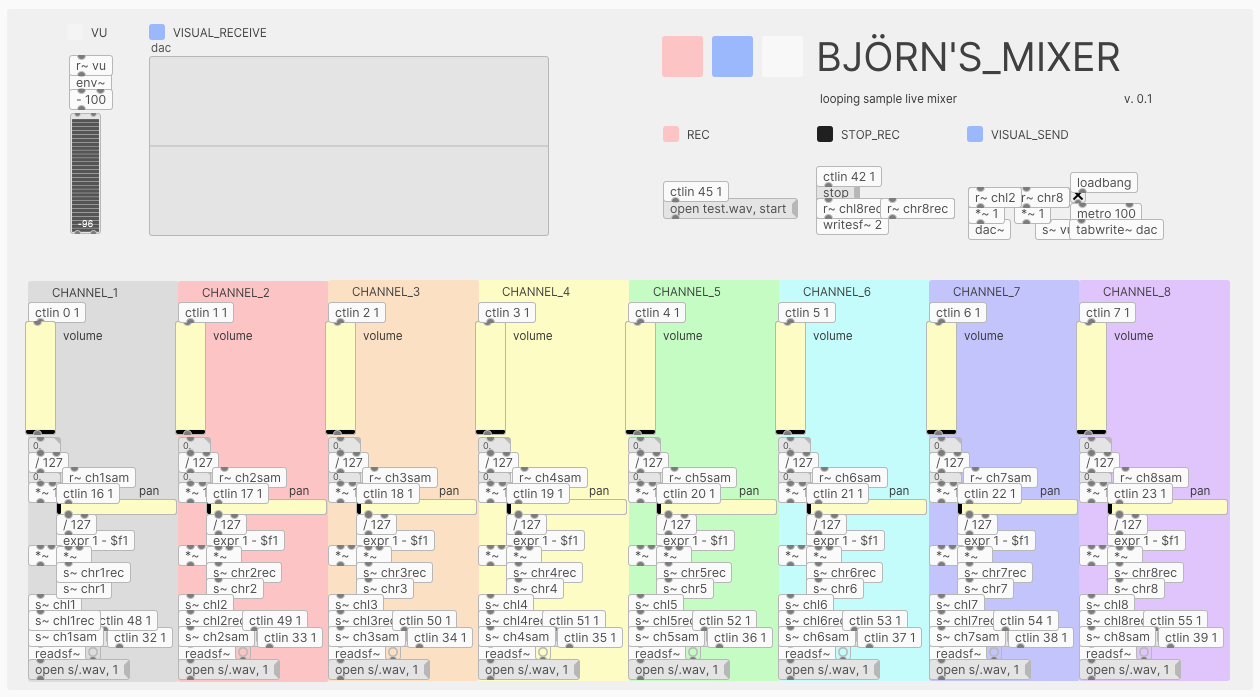 VU
VISUAL_RECEIVE
dac
r~ vu
env~
- 100
-96
BJÖRN'S_MIXER
looping sample live mixer
v. 0.1
REC
STOP_REC
VISUAL_SEND
ctlin 45 1
open test.wav, start
ctlin 42 1
stop
r~ chl8rec r~ chr8rec
writesf~ 2
loadbang
r~ chl2 r~ chr8
*~ 1 *~ 1 metro 100
dac~ s~ vu tabwrite~ dac
CHANNEL_1 CHANNEL_2 CHANNEL_3 CHANNEL_4 CHANNEL_5 CHANNEL_6 CHANNEL_7 CHANNEL_8
ctlin 0 1 ctlin 1 1 ctlin 2 1 ctlin 3 1 ctlin 4 1 ctlin 5 1 ctlin 6 1 ctlin 7 1
volume volume volume volume volume volume volume volume
0. 0. 0. 0. 0. 0. 0. 0.
/ 127 / 127 / 127 / 127 / 127 / 127 / 127 / 127
0. r~ ch1sam 0. r~ ch2sam 0. r~ ch3sam 0. r~ ch4sam 0. r~ ch5sam 0. r~ ch6sam 0. r~ ch7sam 0. r~ ch8sam
*~ ctlin 16 1 pan *~ ctlin 17 1 pan *~ ctlin 18 1 pan *~ ctlin 19 1 pan *~ ctlin 20 1 pan *~ ctlin 21 1 pan *~ ctlin 22 1 pan *~ ctlin 23 1 pan
/ 127 / 127 / 127 / 127 / 127 / 127 / 127 / 127
expr 1 - $f1 expr 1 - $f1 expr 1 - $f1 expr 1 - $f1 expr 1 - $f1 expr 1 - $f1 expr 1 - $f1 expr 1 - $f1
*~ *~ *~ *~ *~ *~ *~ *~ *~ *~ *~ *~ *~ *~ *~ *~
s~ chr1rec s~ chr2rec s~ chr3rec s~ chr4rec s~ chr5rec s~ chr6rec s~ chr7rec s~ chr8rec
s~ chr1 s~ chr2 s~ chr3 s~ chr4 s~ chr5 s~ chr6 s~ chr7 s~ chr8
s~ chl1 s~ chl2 s~ chl3 s~ chl4 s~ chl5 s~ chl6 s~ chl7 s~ chl8
s~ chl1rec ctlin 48 1 s~ chl2rec ctlin 49 1 s~ chl3rec ctlin 50 1 s~ chl4rec ctlin 51 1 s~ chl5rec ctlin 52 1 s~ chl6rec ctlin 53 1 s~ chl7rec ctlin 54 1 s~ chl8rec ctlin 55 1
s~ ch1sam ctlin 32 1 s~ ch2sam ctlin 33 1 s~ ch3sam ctlin 34 1 s~ ch4sam ctlin 35 1 s~ ch5sam ctlin 36 1 s~ ch6sam ctlin 37 1 s~ ch7sam ctlin 38 1 s~ ch8sam ctlin 39 1
readsf~ readsf~ readsf~ readsf~ readsf~ readsf~ readsf~ readsf~
open s/.wav, 1 open s/.wav, 1 open s/.wav, 1 open s/.wav, 1 open s/.wav, 1 open s/.wav, 1 open s/.wav, 1 open s/.wav, 1